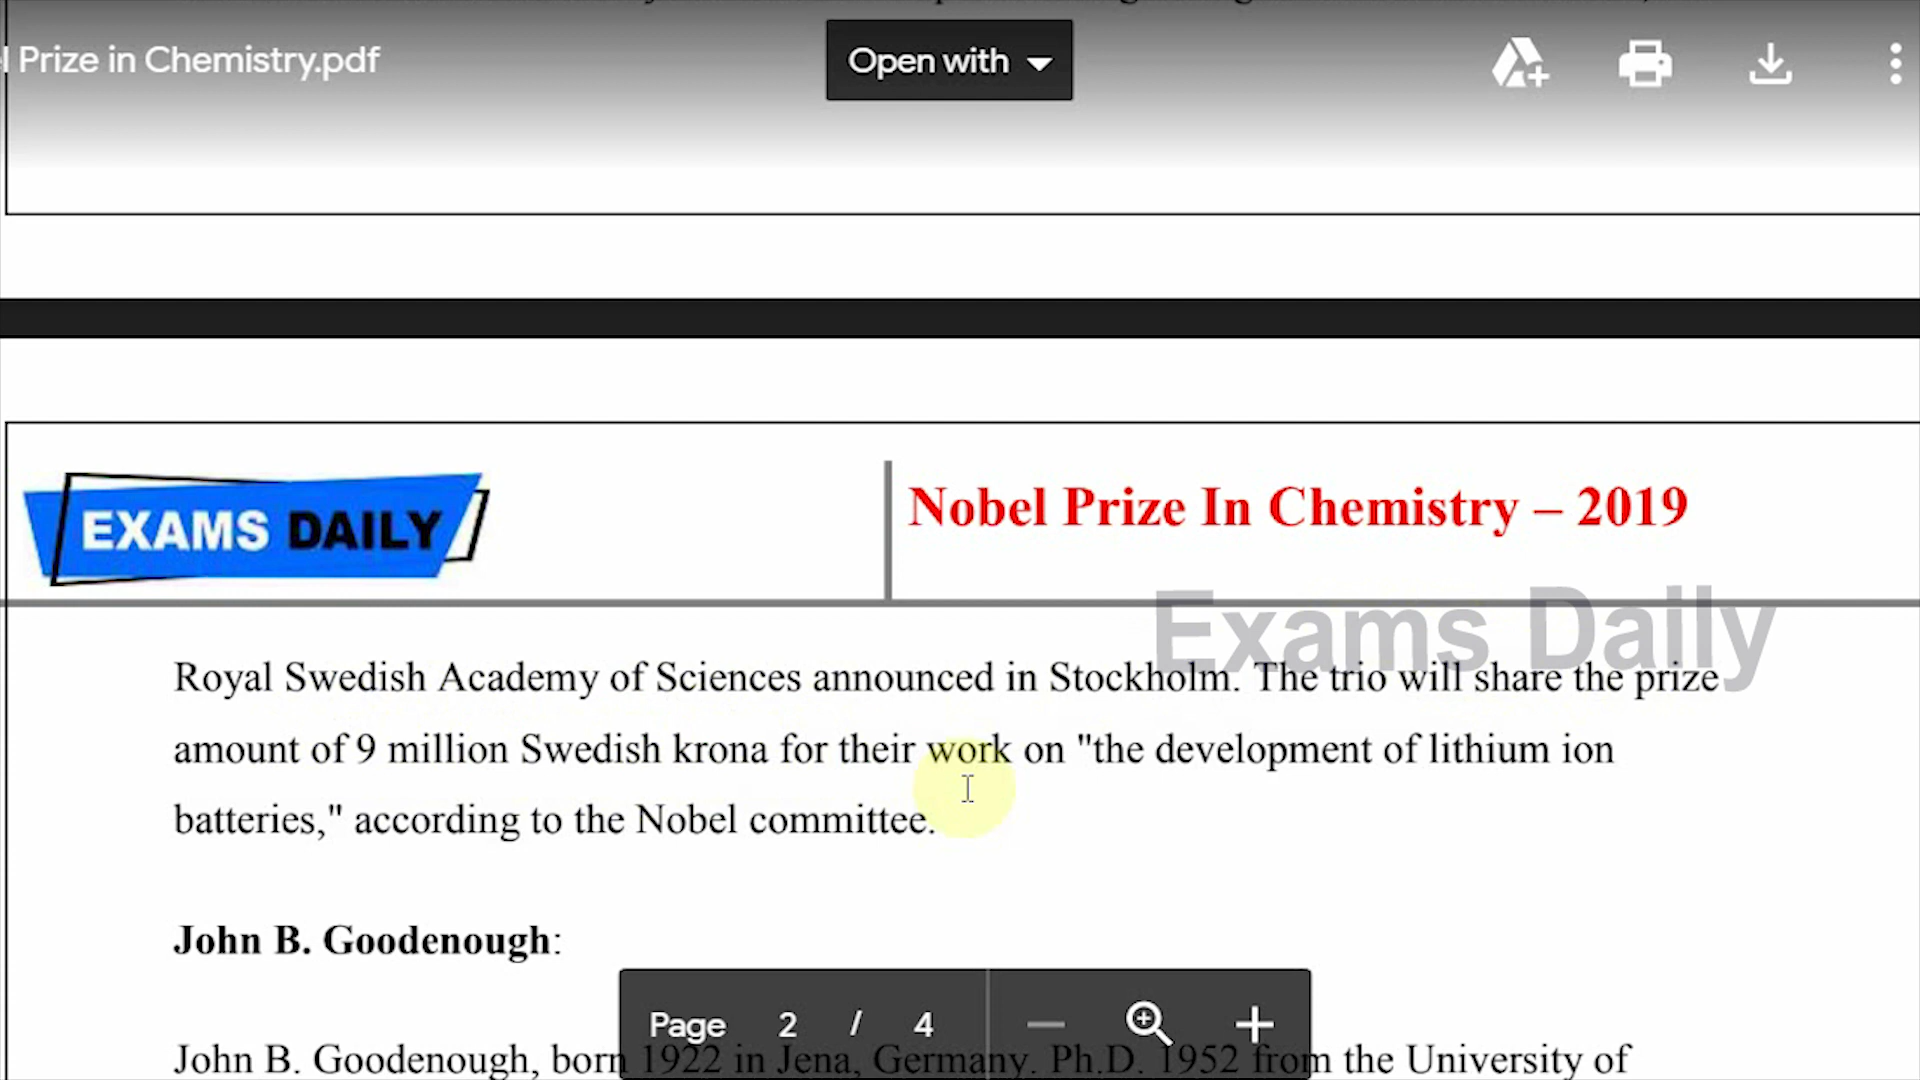 l Prize in Chemistry.pdf
Open with
EXAMS DAILY
Nobel Prize In Chemistry – 2019
Exams Daily
Royal Swedish Academy of Sciences announced in Stockholm. The trio will share the prize
amount of 9 million Swedish krona for their work on "the development of lithium ion
batteries," according to the Nobel committee.
John B. Goodenough:
Page 2 / 4
John B. Goodenough, born 1922 in Jena, Germany. Ph.D. 1952 from the University of